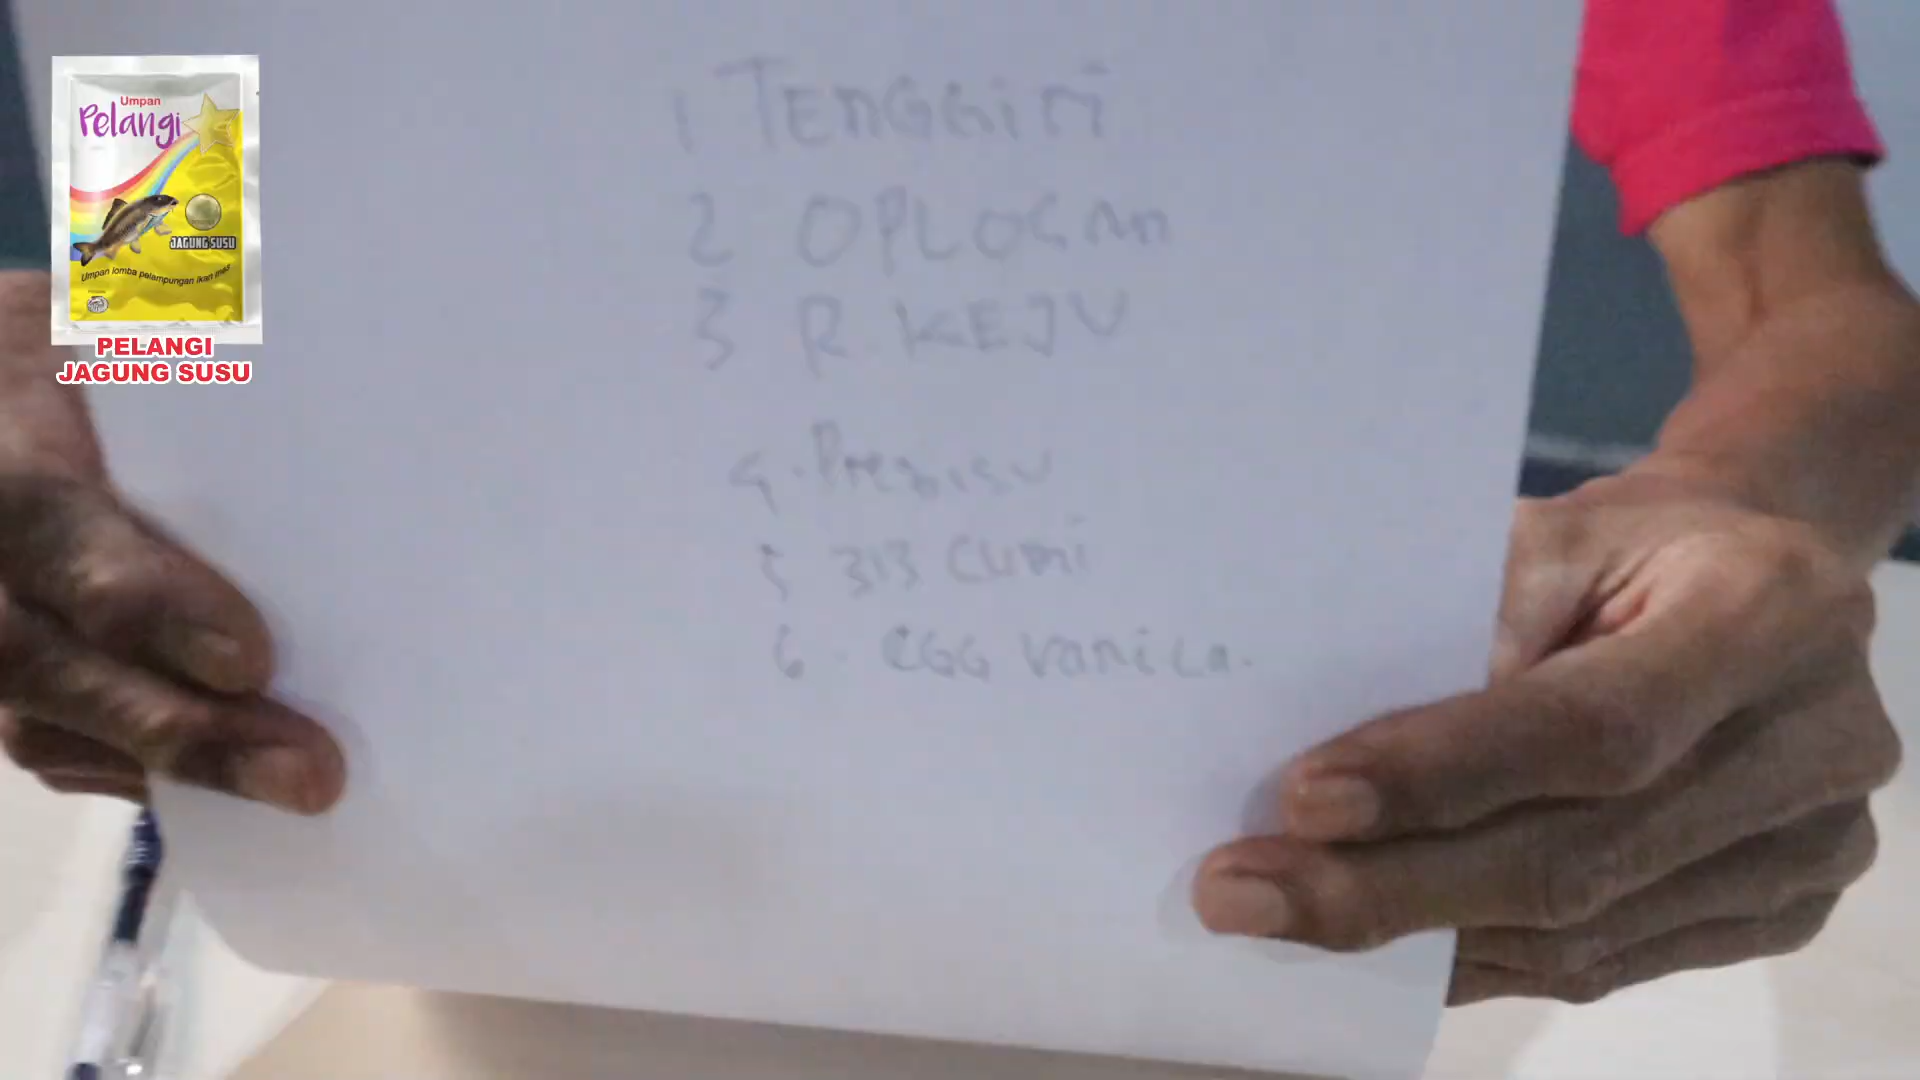 Umpan
Pelangi
JAGUNG SUSU
Umpan lomba pelampungan ikan mas
PELANGI
JAGUNG SUSU
1 TENGGIRI
2 OPLOSAN
3 R KEJU
4.
5 313 CUMI
6. EGG Vanila.